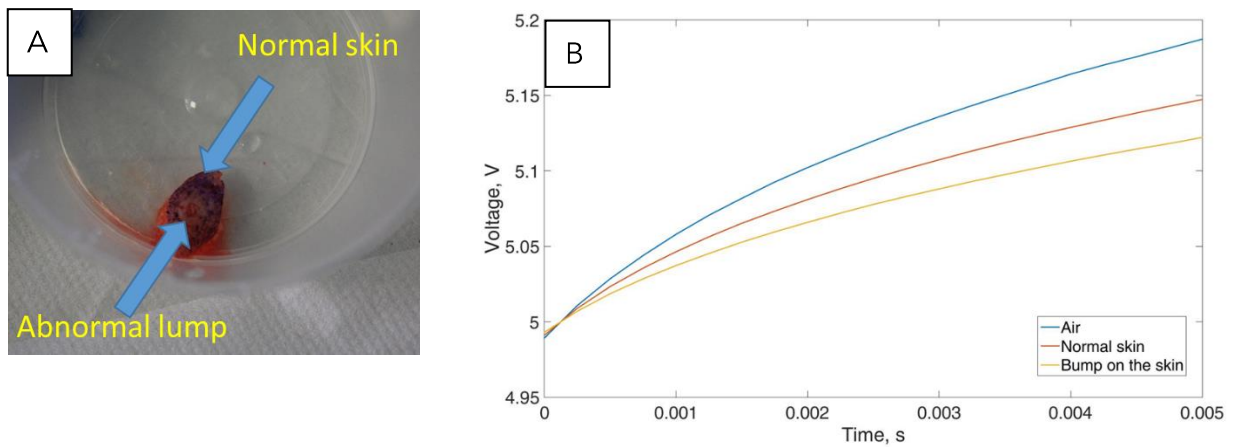 A
Normal skin
Abnormal lump
B
5.2
5.15
5.1
5.05
5
4.95
Voltage, V
0
0.001
0.002
0.003
0.004
0.005
Time, s
Air
Normal skin
Bump on the skin